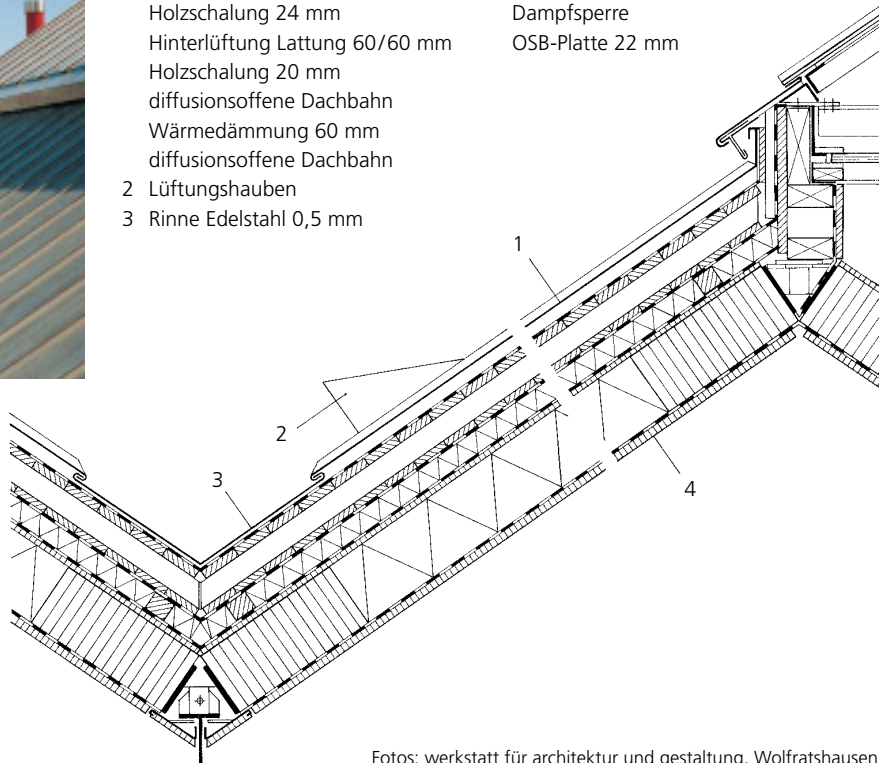 Holzschalung 24 mm
Hinterlüftung Lattung 60/60 mm
Holzschalung 20 mm
diffusionsoffene Dachbahn
Wärmedämmung 60 mm
diffusionsoffene Dachbahn
2 Lüftungshauben
3 Rinne Edelstahl 0,5 mm
Dampfsperre
OSB-Platte 22 mm
1
2
3
4
Fotos: werkstatt für architektur und gestaltung, Wolfratshausen